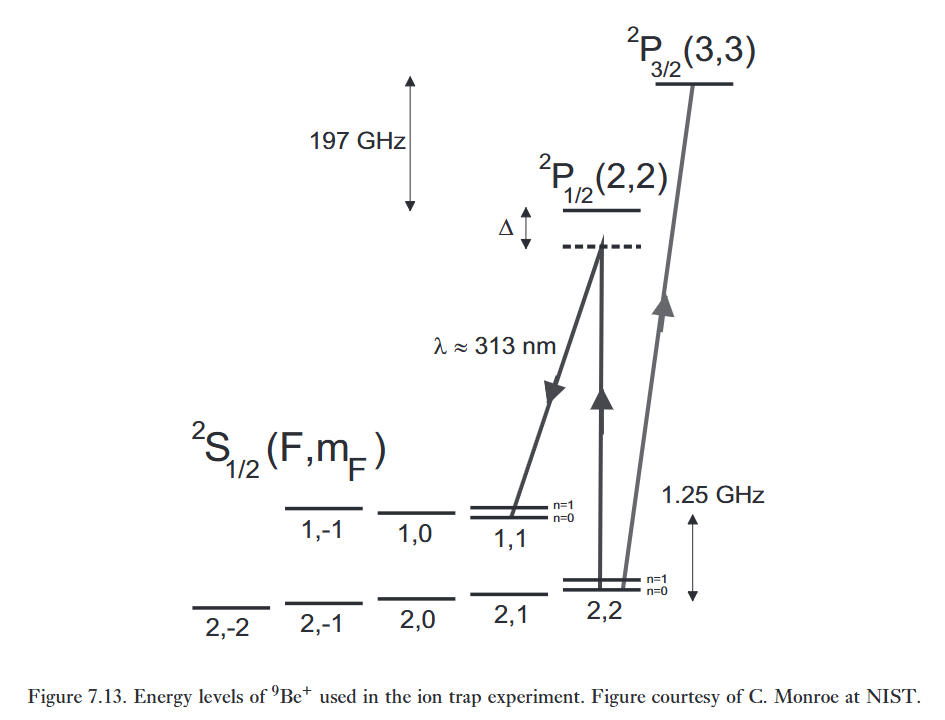 ²P₃/₂(3,3)
197 GHz
²P₁/₂(2,2)
Δ
λ ≈ 313 nm
²S₁/₂(F,m_F)
1.25 GHz
n=1
n=0
1,-1
1,0
1,1
n=1
n=0
2,-2
2,-1
2,0
2,1
2,2
Figure 7.13. Energy levels of ⁹Be⁺ used in the ion trap experiment. Figure courtesy of C. Monroe at NIST.